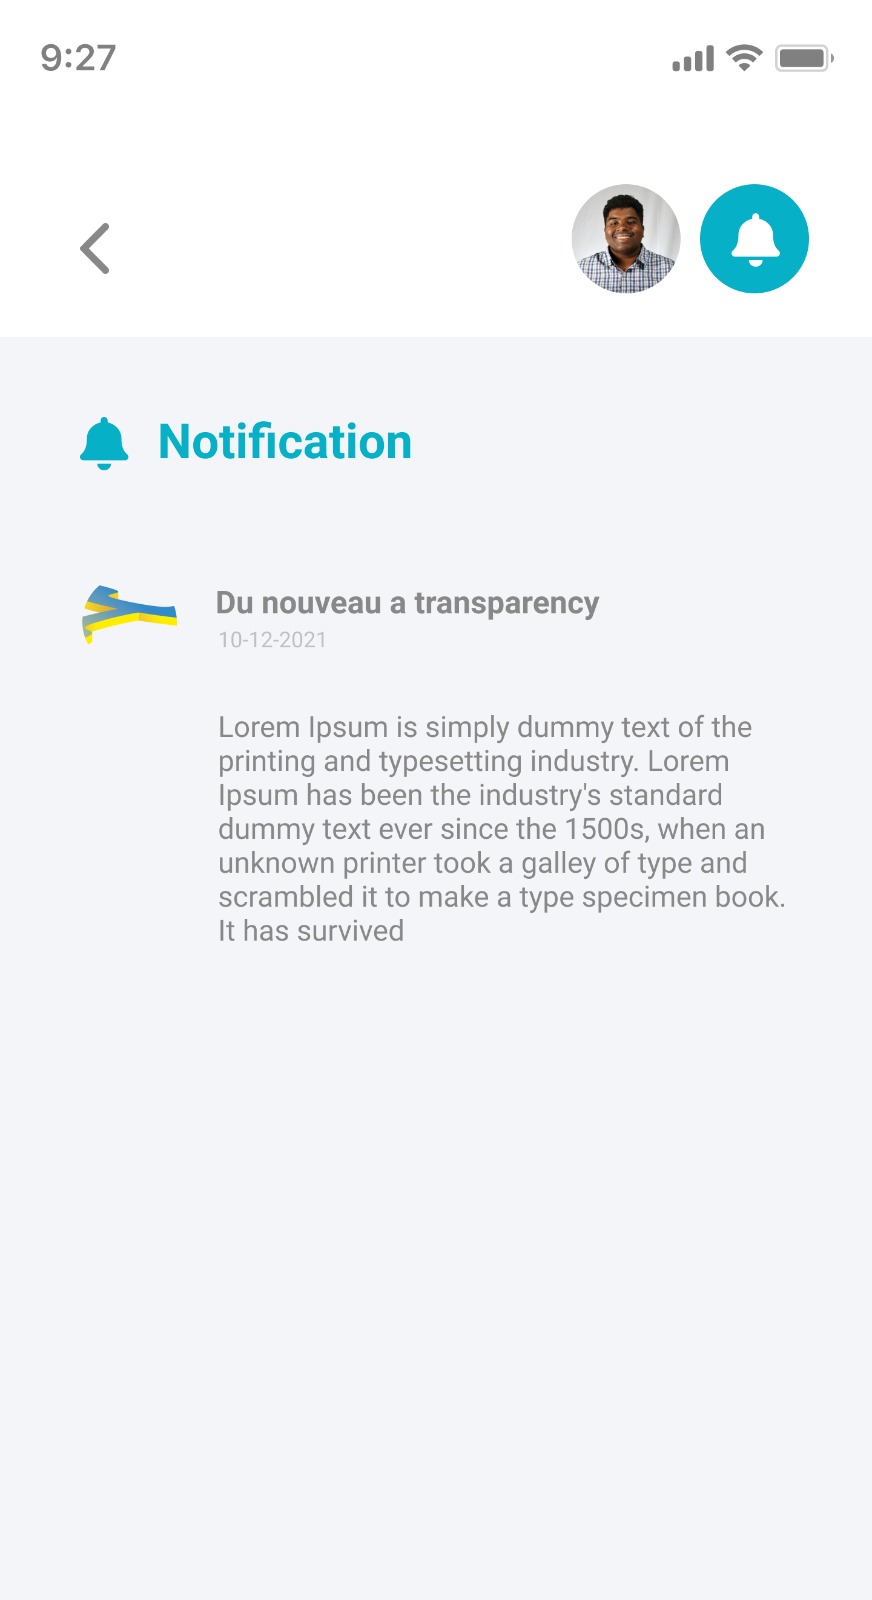 9:27
Notification
Du nouveau a transparency
10-12-2021
Lorem Ipsum is simply dummy text of the
printing and typesetting industry. Lorem
Ipsum has been the industry's standard
dummy text ever since the 1500s, when an
unknown printer took a galley of type and
scrambled it to make a type specimen book.
It has survived